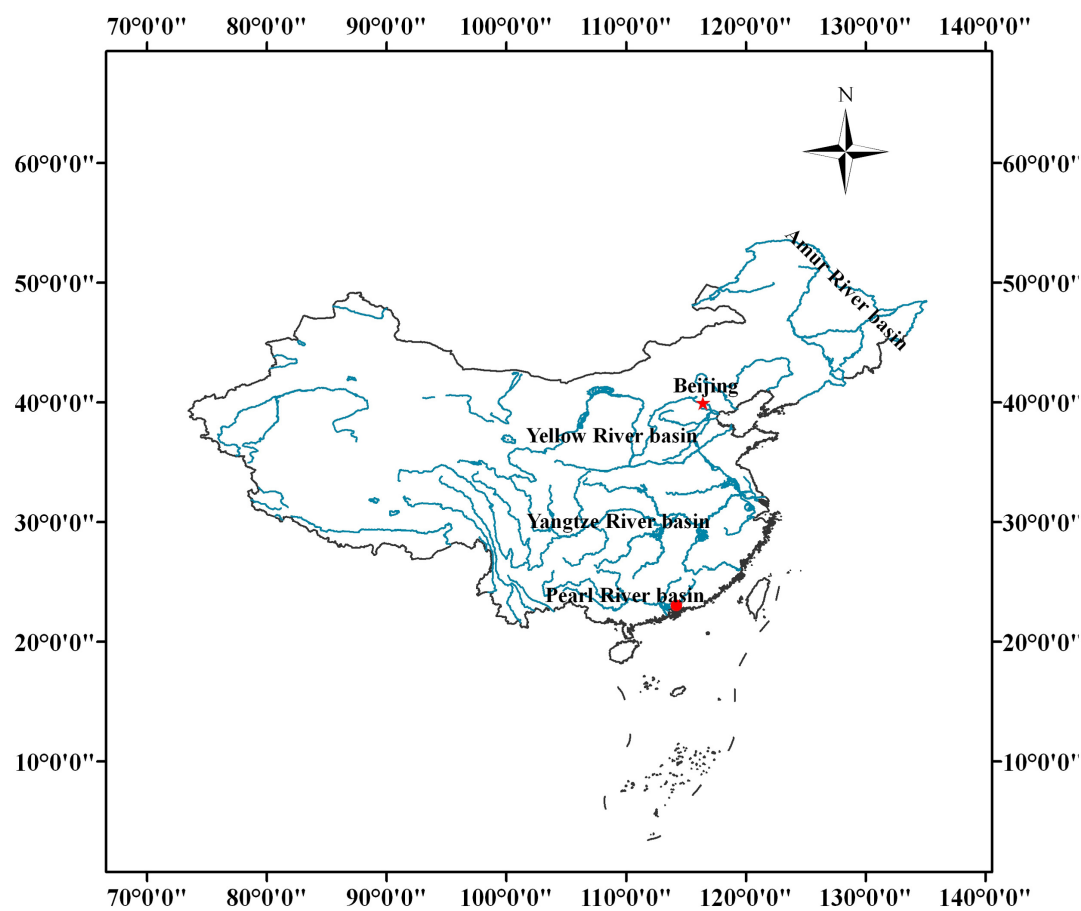 70°0'0" 80°0'0" 90°0'0" 100°0'0" 110°0'0" 120°0'0" 130°0'0" 140°0'0"
N
60°0'0" 60°0'0"
Amur River basin
50°0'0" 50°0'0"
Beijing
40°0'0" 40°0'0"
Yellow River basin
30°0'0" 30°0'0"
Yangtze River basin
Pearl River basin
20°0'0" 20°0'0"
10°0'0" 10°0'0"
70°0'0" 80°0'0" 90°0'0" 100°0'0" 110°0'0" 120°0'0" 130°0'0" 140°0'0"